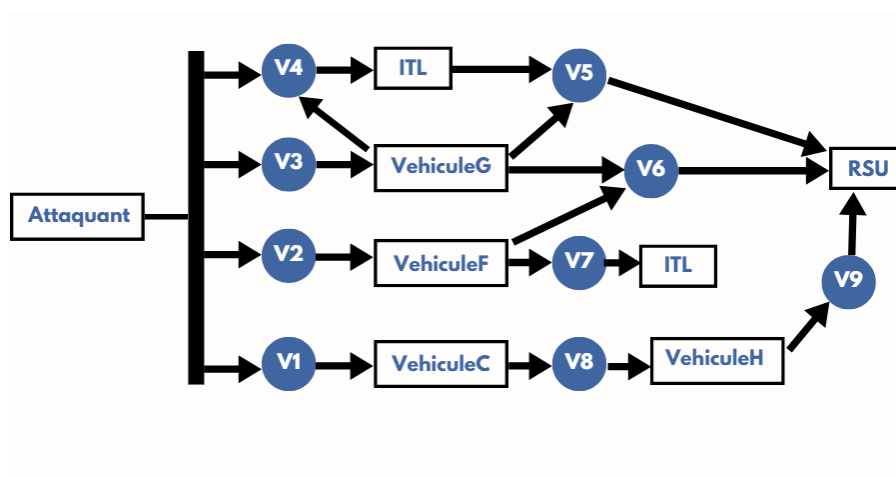 V4
ITL
V5
V3
VehiculeG
V6
RSU
Attaquant
V2
VehiculeF
V7
ITL
V9
V1
VehiculeC
V8
VehiculeH